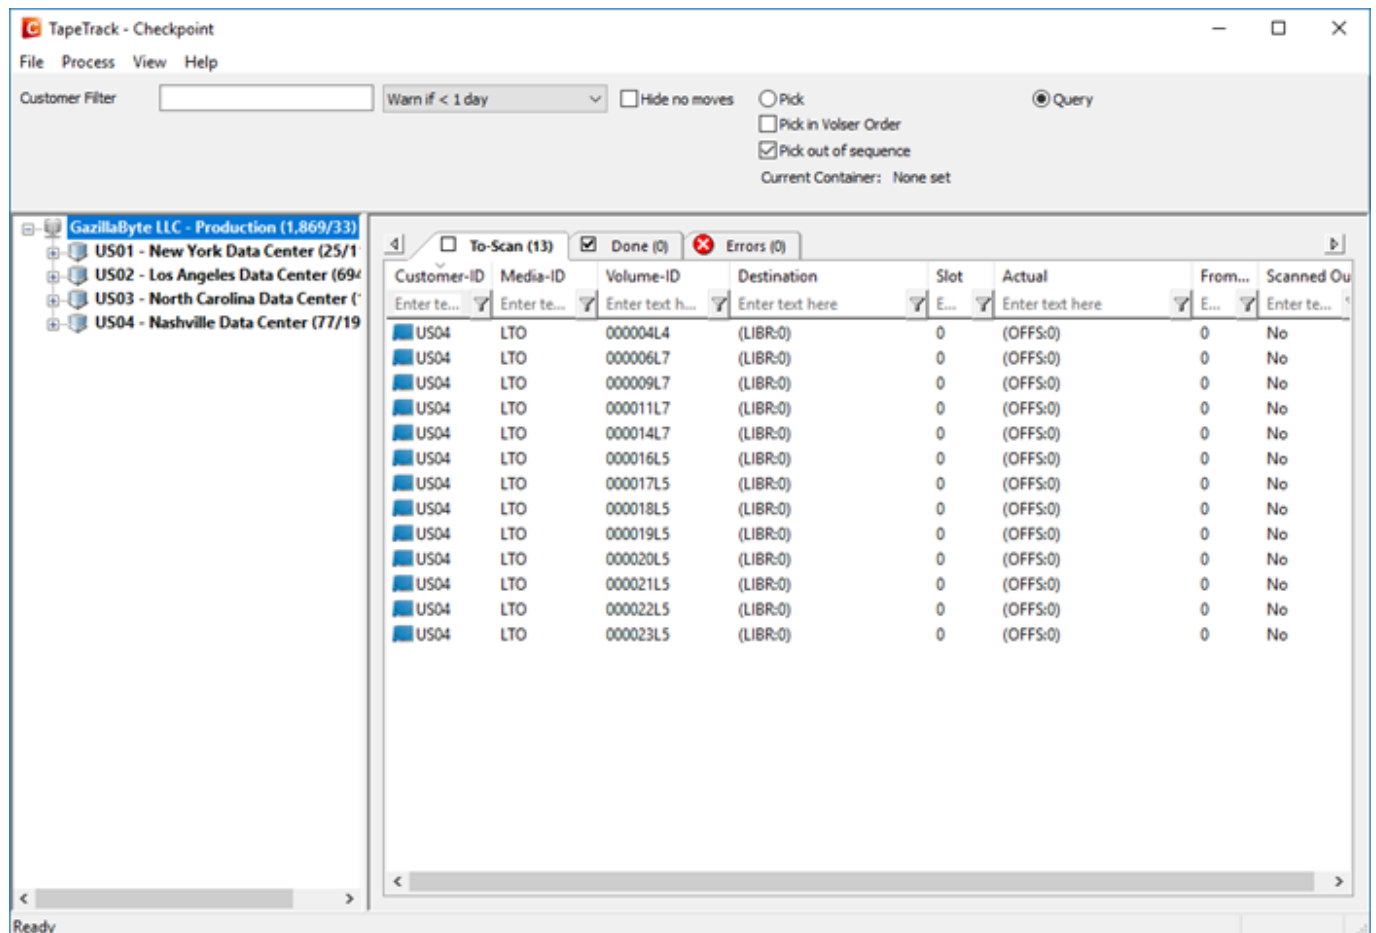 TapeTrack - Checkpoint
File Process View Help
Customer Filter Warn if < 1 day Hide no moves Pick Query
Pick in Volser Order
Pick out of sequence
Current Container: None set
GazillaByte LLC - Production (1,869/33)
US01 - New York Data Center (25/1
US02 - Los Angeles Data Center (694
US03 - North Carolina Data Center (
US04 - Nashville Data Center (77/19
To-Scan (13) Done (0) Errors (0)
Customer-ID Media-ID Volume-ID Destination Slot Actual From... Scanned Ou
Enter te... Enter te... Enter text h... Enter text here E... Enter text here E... Enter te...
US04 LTO 000004L4 (LIBR:0) 0 (OFFS:0) 0 No
US04 LTO 000006L7 (LIBR:0) 0 (OFFS:0) 0 No
US04 LTO 000009L7 (LIBR:0) 0 (OFFS:0) 0 No
US04 LTO 000011L7 (LIBR:0) 0 (OFFS:0) 0 No
US04 LTO 000014L7 (LIBR:0) 0 (OFFS:0) 0 No
US04 LTO 000016L5 (LIBR:0) 0 (OFFS:0) 0 No
US04 LTO 000017L5 (LIBR:0) 0 (OFFS:0) 0 No
US04 LTO 000018L5 (LIBR:0) 0 (OFFS:0) 0 No
US04 LTO 000019L5 (LIBR:0) 0 (OFFS:0) 0 No
US04 LTO 000020L5 (LIBR:0) 0 (OFFS:0) 0 No
US04 LTO 000021L5 (LIBR:0) 0 (OFFS:0) 0 No
US04 LTO 000022L5 (LIBR:0) 0 (OFFS:0) 0 No
US04 LTO 000023L5 (LIBR:0) 0 (OFFS:0) 0 No
Ready